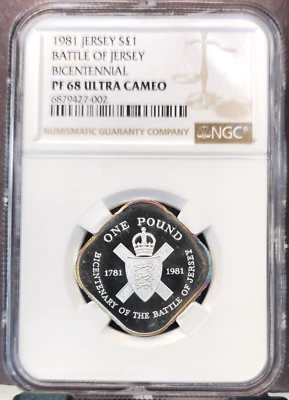 1981 JERSEY S£1
BATTLE OF JERSEY
BICENTENNIAL
PF 68 ULTRA CAMEO
6879427-002
NUMISMATIC GUARANTY COMPANY
NGC
ONE POUND
1781 1981
BICENTENARY OF THE BATTLE OF JERSEY